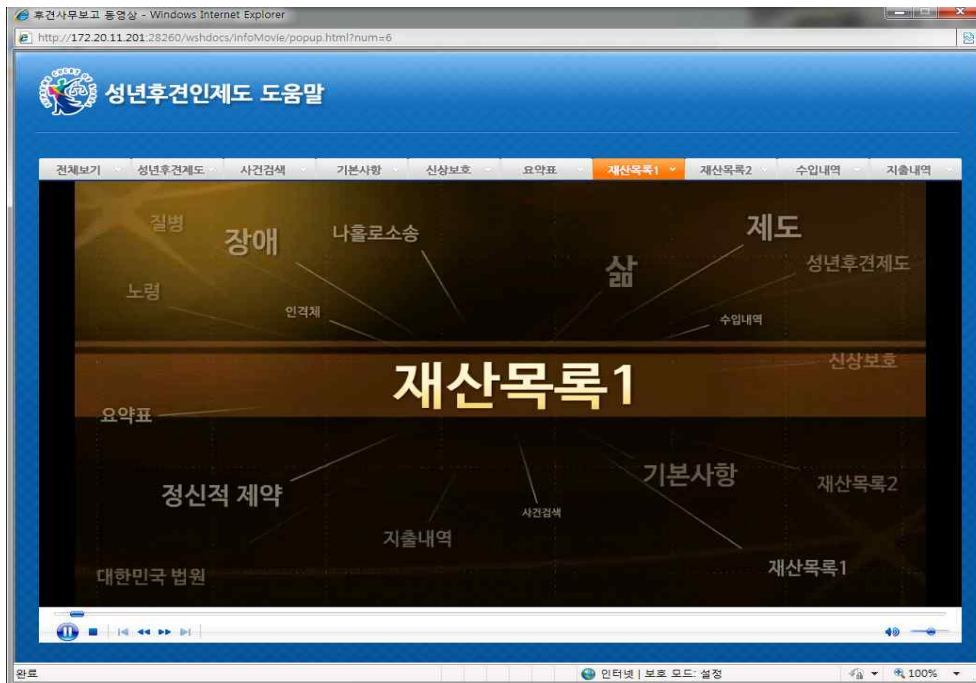 후견사무보고 동영상 - Windows Internet Explorer
http://172.20.11.201:28260/wshdocs/infoMovie/popup.html?num=6
성년후견인제도 도움말
전체보기 성년후견제도 사건검색 기본사항 신상보호 요약표 재산목록1 재산목록2 수입내역 지출내역
질병 장애 나홀로소송 제도
노령 삶 성년후견제도
인격체 수입내역
신상보호
재산목록1
요약표
정신적 제약 기본사항 재산목록2
사건검색
지출내역
대한민국 법원 재산목록1
완료 인터넷 | 보호 모드: 설정 100%